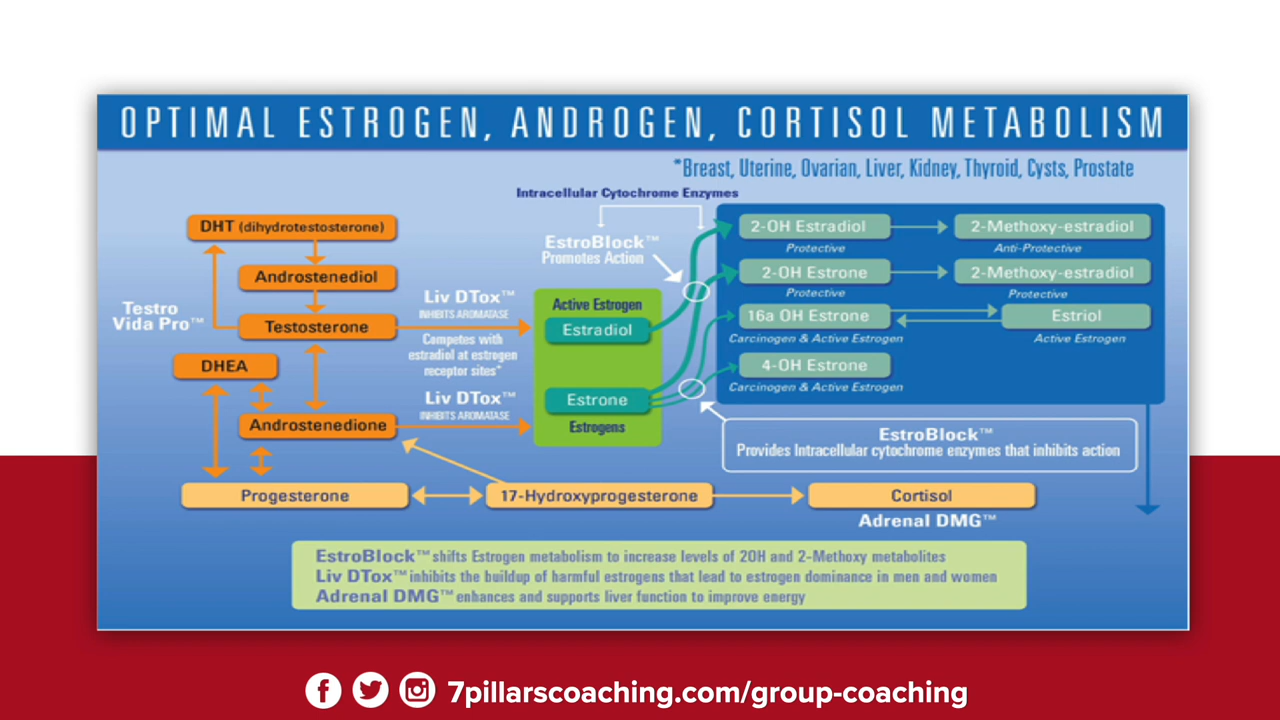 OPTIMAL ESTROGEN, ANDROGEN, CORTISOL METABOLISM
*Breast, Uterine, Ovarian, Liver, Kidney, Thyroid, Cysts, Prostate
Intracellular Cytochrome Enzymes
DHT (dihydrotestosterone)
Androstenediol
Testro
Vida Pro™
Testosterone
DHEA
Androstenedione
Liv DTox™
INHIBITS AROMATASE
Competes with
estradiol at estrogen
receptor sites*
Liv DTox™
INHIBITS AROMATASE
EstroBlock™
Promotes Action
Active Estrogen
Estradiol
Estrone
Estrogens
2-OH Estradiol
Protective
2-Methoxy-estradiol
Anti-Protective
2-OH Estrone
Protective
2-Methoxy-estradiol
Protective
16a OH Estrone
Carcinogen & Active Estrogen
Estriol
Active Estrogen
4-OH Estrone
Carcinogen & Active Estrogen
EstroBlock™
Provides Intracellular cytochrome enzymes that inhibits action
Progesterone
17-Hydroxyprogesterone
Cortisol
Adrenal DMG™
EstroBlock™ shifts Estrogen metabolism to increase levels of 2OH and 2-Methoxy metabolites
Liv DTox™ inhibits the buildup of harmful estrogens that lead to estrogen dominance in men and women
Adrenal DMG™ enhances and supports liver function to improve energy
7pillarscoaching.com/group-coaching